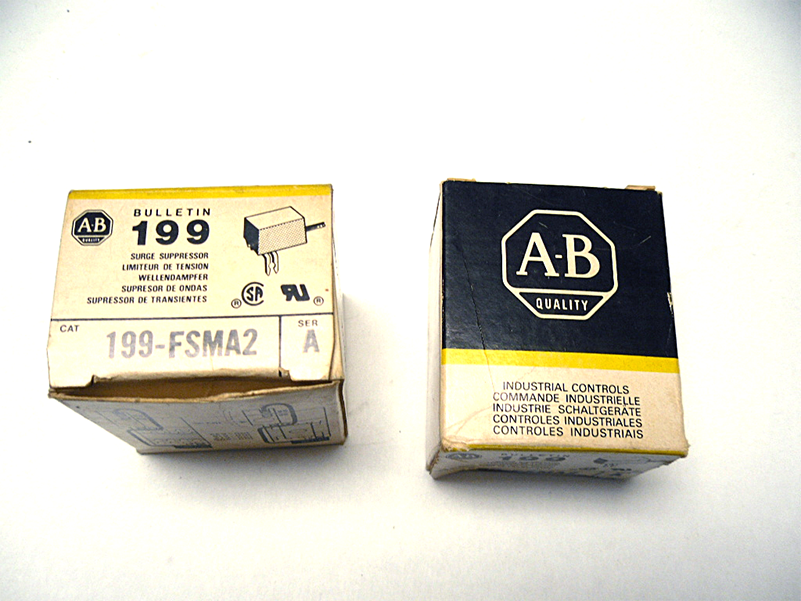 A-B
QUALITY
BULLETIN
199
SURGE SUPPRESSOR
LIMITEUR DE TENSION
WELLENDAMPFER
SUPRESOR DE ONDAS
SUPRESSOR DE TRANSIENTES
CAT
199-FSMA2
SER
A
A-B
QUALITY
INDUSTRIAL CONTROLS
COMMANDE INDUSTRIELLE
INDUSTRIE SCHALTGERÄTE
CONTROLES INDUSTRIALES
CONTROLES INDUSTRIAIS
A-B
199